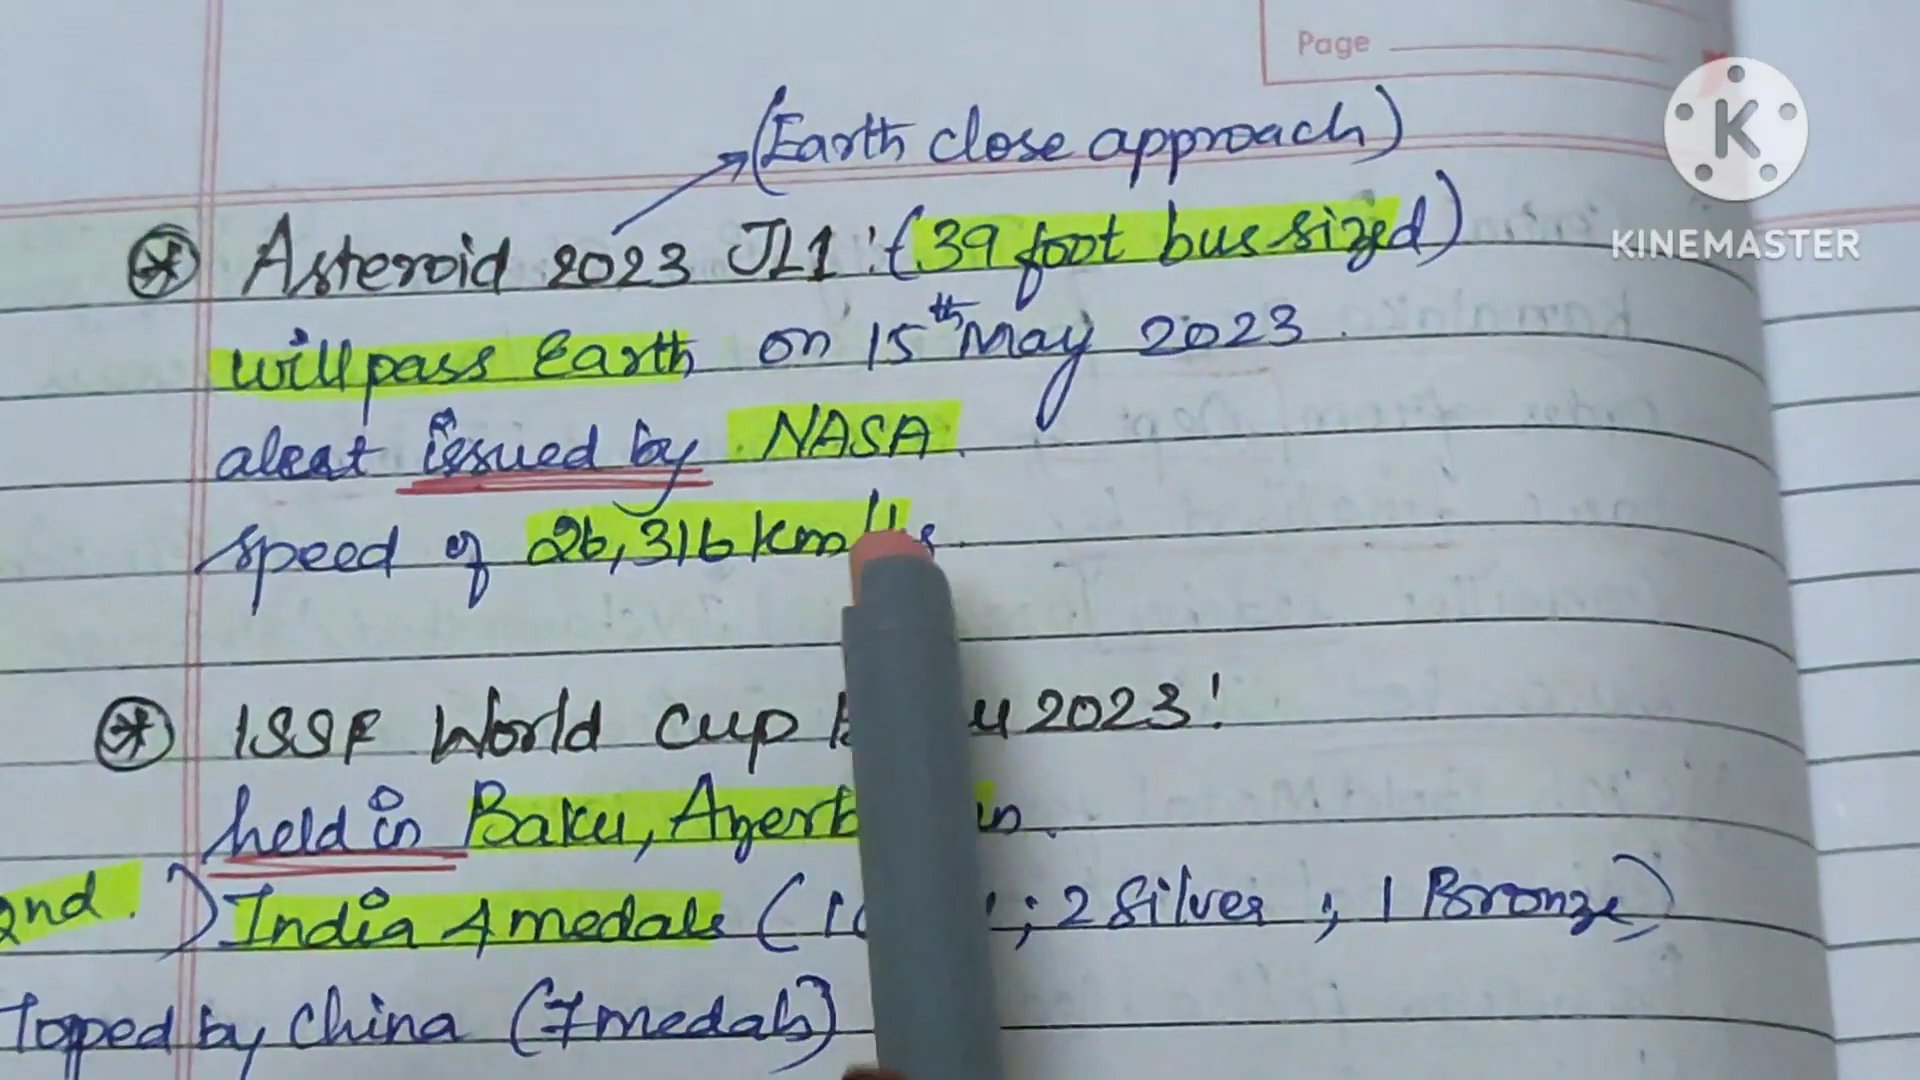 Page
KINEMASTER
(Earth close approach)
Asteroid 2023 JL1 : (39 foot bus sized)
will pass Earth on 15th May 2023.
alert issued by NASA.
speed of 26,316 km/
ISSF World Cup 2023!
held in Baku,
2nd. ) India 4 medals ( ; 2 Silver ; 1 Bronze)
Topped by China (7 medals)